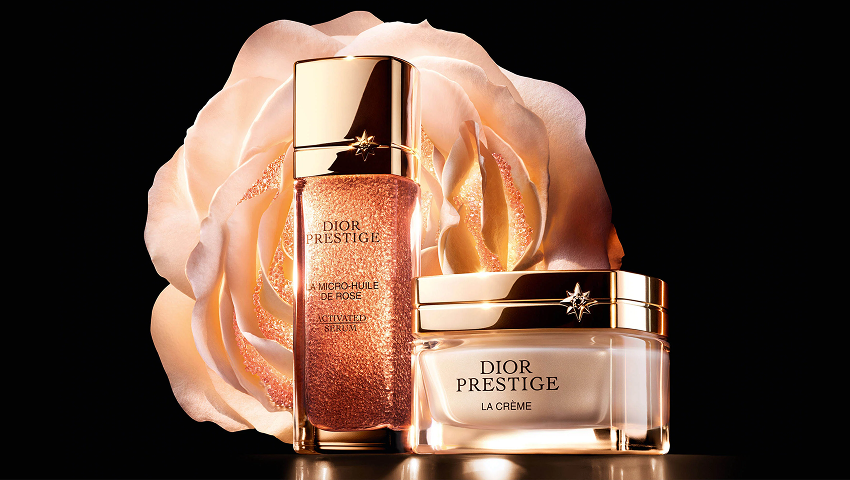 DIOR
PRESTIGE
LA MICRO-HUILE
DE ROSE
ACTIVATED
SERUM
DIOR
PRESTIGE
LA CRÈME